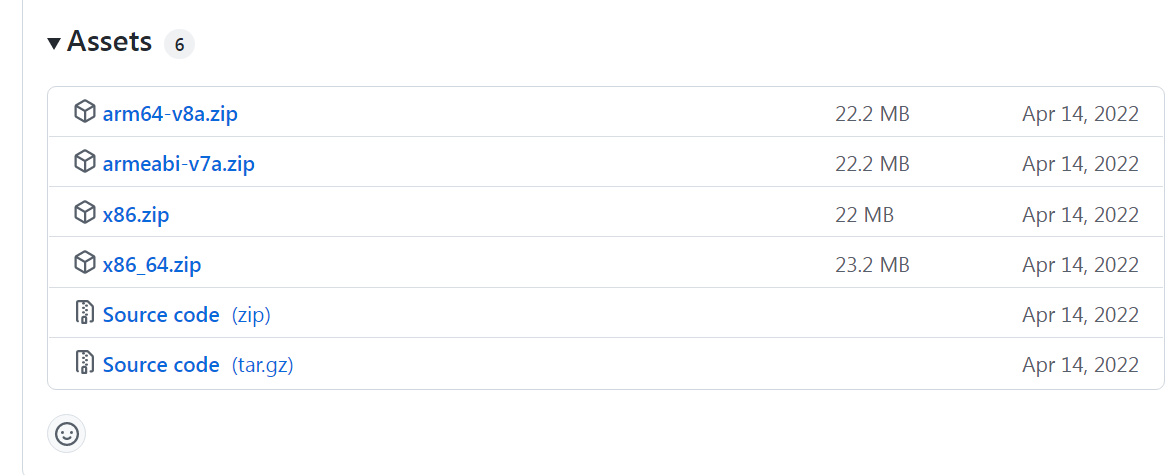 Assets 6
arm64-v8a.zip 22.2 MB Apr 14, 2022
armeabi-v7a.zip 22.2 MB Apr 14, 2022
x86.zip 22 MB Apr 14, 2022
x86_64.zip 23.2 MB Apr 14, 2022
Source code (zip) Apr 14, 2022
Source code (tar.gz) Apr 14, 2022